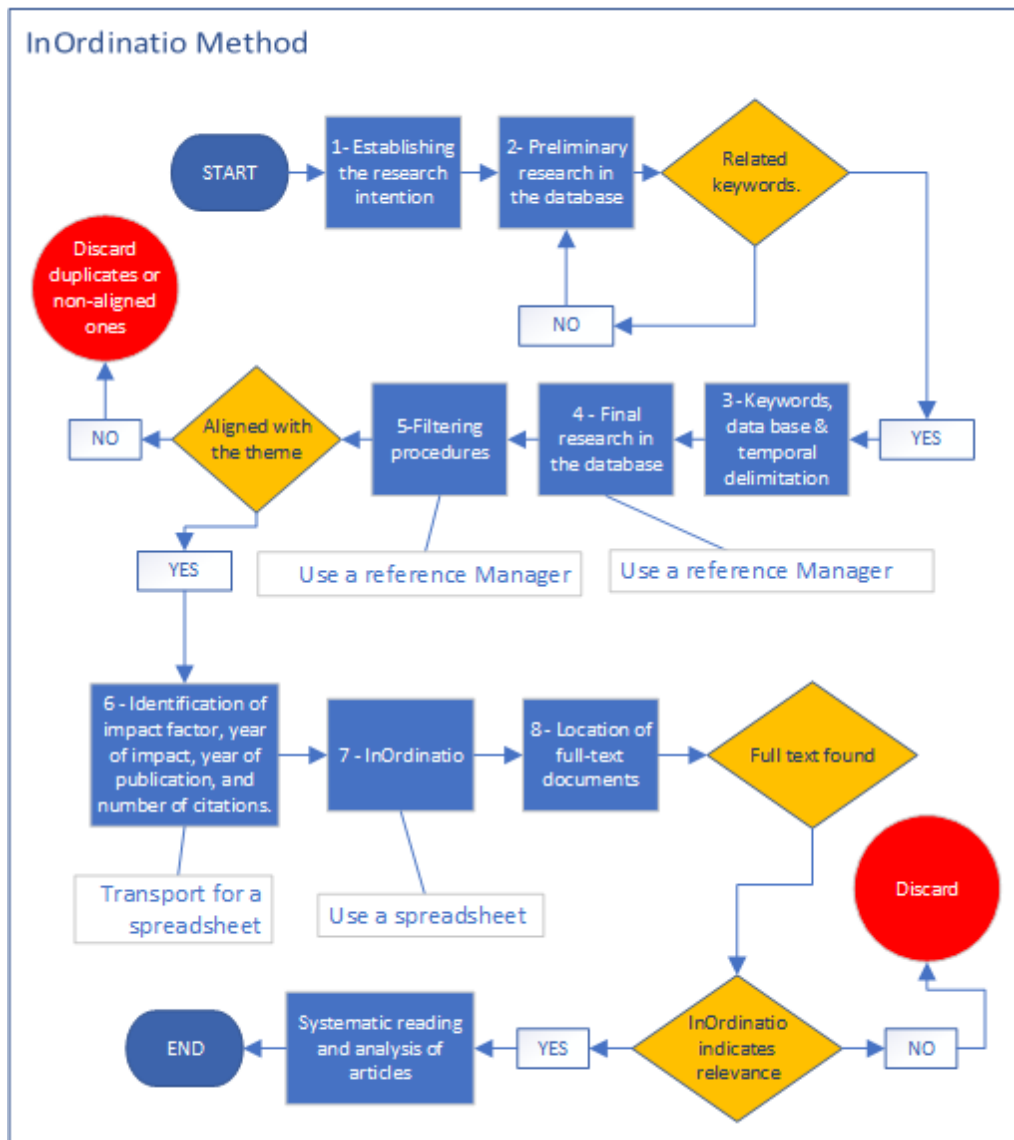 InOrdinatio Method
START
1- Establishing
the research
intention
2- Preliminary
research in
the database
Related
keywords.
Discard
duplicates or
non-aligned
ones
NO
NO
Aligned with
the theme
5-Filtering
procedures
4 - Final
research in
the database
3 -Keywords,
data base &
temporal
delimitation
YES
YES
Use a reference Manager
Use a reference Manager
6 - Identification of
impact factor, year
of impact, year of
publication, and
number of citations.
7 - InOrdinatio
8- Location of
full-text
documents
Full text found
Transport for a
spreadsheet
Use a spreadsheet
Discard
END
Systematic reading
and analysis of
articles
YES
InOrdinatio
indicates
relevance
NO